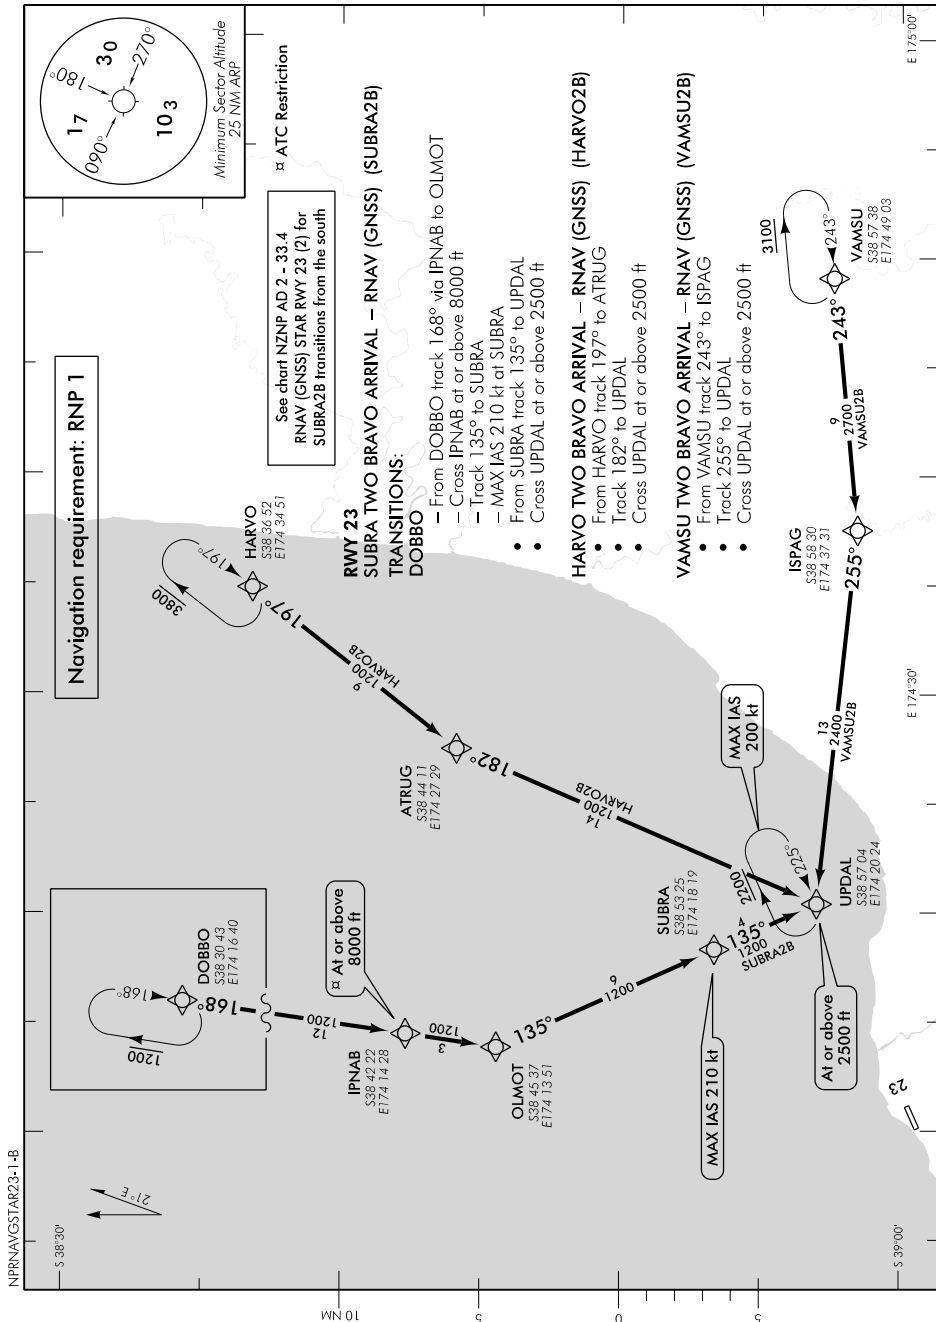 NPRNAVGSTAR23-1-B
Navigation requirement: RNP 1
180°
30
17
270°
090°
103
Minimum Sector Altitude
25 NM ARP
¤ ATC Restriction
See chart NZNP AD 2 - 33.4
RNAV (GNSS) STAR RWY 23 (2) for
SUBRA2B transitions from the south
RWY 23
SUBRA TWO BRAVO ARRIVAL – RNAV (GNSS) (SUBRA2B)
TRANSITIONS:
DOBBO
– From DOBBO track 168° via IPNAB to OLMOT
– Cross IPNAB at or above 8000 ft
– Track 135° to SUBRA
– MAX IAS 210 kt at SUBRA
• From SUBRA track 135° to UPDAL
• Cross UPDAL at or above 2500 ft
HARVO TWO BRAVO ARRIVAL – RNAV (GNSS) (HARVO2B)
• From HARVO track 197° to ATRUG
• Track 182° to UPDAL
• Cross UPDAL at or above 2500 ft
VAMSU TWO BRAVO ARRIVAL – RNAV (GNSS) (VAMSU2B)
• From VAMSU track 243° to ISPAG
• Track 255° to UPDAL
• Cross UPDAL at or above 2500 ft
21°E
S 38°30'
S 39°00'
E 174°30'
E 175°00'
10 NM
5
0
5
1200
168°
DOBBO
S38 30 43
E174 16 40
168°
12
1200
¤ At or above
8000 ft
IPNAB
S38 42 22
E174 14 28
3
1200
OLMOT
S38 45 37
E174 13 51
135°
9
1200
SUBRA
S38 53 25
E174 18 19
MAX IAS 210 kt
4
135°
1200
SUBRA2B
3800
197°
HARVO
S38 36 52
E174 34 51
197°
9
1200
HARVO2B
ATRUG
S38 44 11
E174 27 29
182°
14
1200
HARVO2B
MAX IAS
200 kt
2200
225°
UPDAL
S38 57 04
E174 20 24
At or above
2500 ft
3100
243°
VAMSU
S38 57 38
E174 49 03
243°
9
2700
VAMSU2B
ISPAG
S38 58 30
E174 37 31
255°
13
2400
VAMSU2B
23